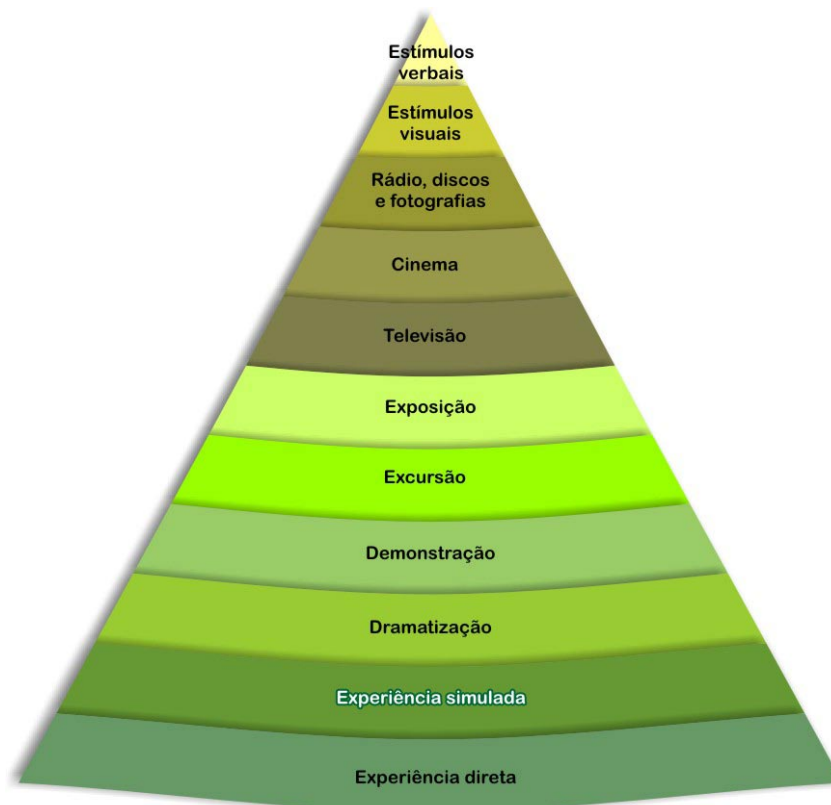 Estímulos
verbais
Estímulos
visuais
Rádio, discos
e fotografias
Cinema
Televisão
Exposição
Excursão
Demonstração
Dramatização
Experiência simulada
Experiência direta